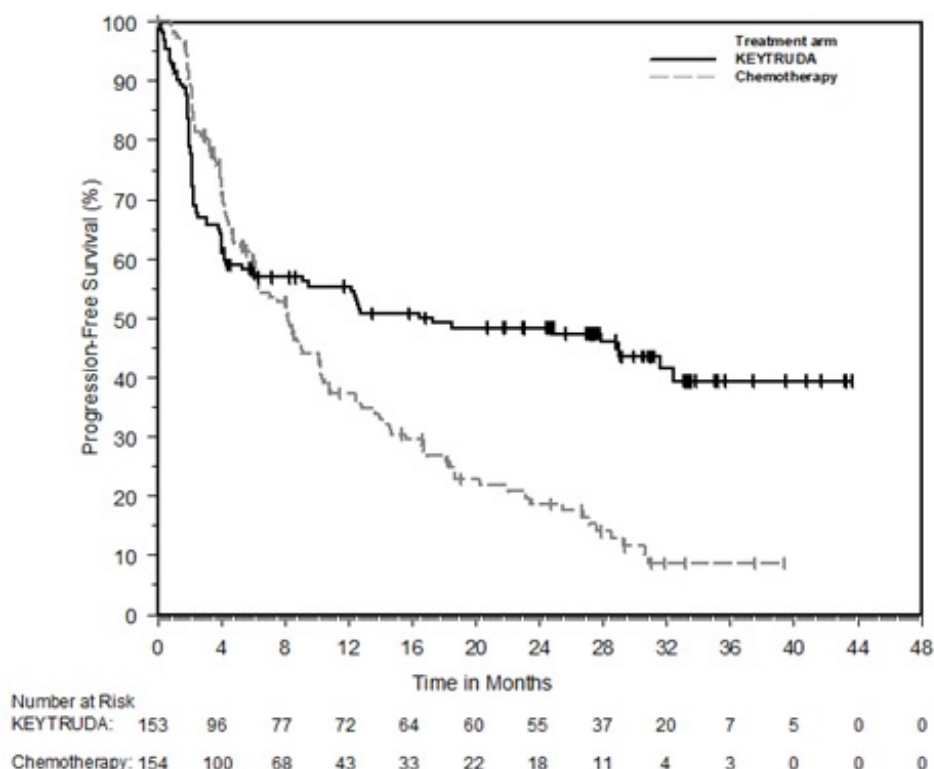 Treatment arm
KEYTRUDA
Chemotherapy
100
90
80
70
60
50
40
30
20
10
0
Progression-Free Survival (%)
0 4 8 12 16 20 24 28 32 36 40 44 48
Time in Months
Number at Risk
KEYTRUDA: 153 96 77 72 64 60 55 37 20 7 5 0 0
Chemotherapy: 154 100 68 43 33 22 18 11 4 3 0 0 0